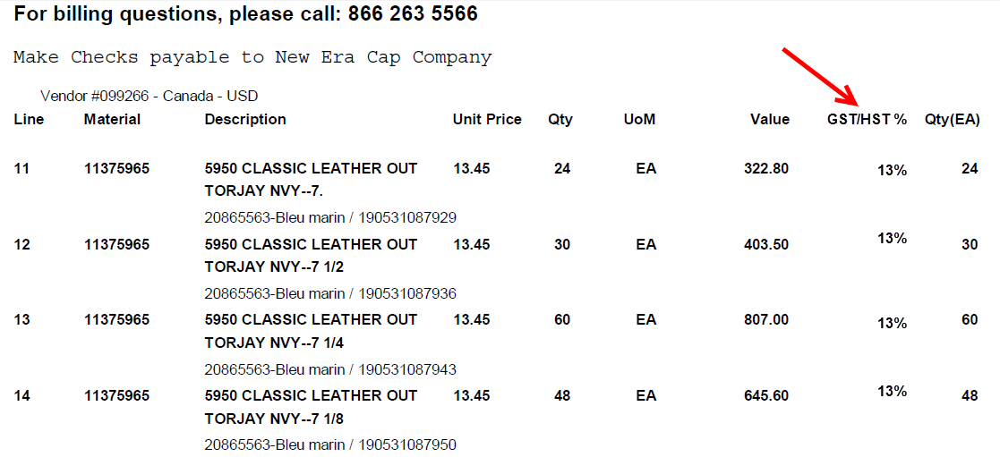 For billing questions, please call: 866 263 5566
Make Checks payable to New Era Cap Company
Vendor #099266 - Canada - USD
Line Material Description Unit Price Qty UoM Value GST/HST % Qty(EA)
11 11375965 5950 CLASSIC LEATHER OUT 13.45 24 EA 322.80 13% 24
TORJAY NVY--7.
20865563-Bleu marin / 190531087929
12 11375965 5950 CLASSIC LEATHER OUT 13.45 30 EA 403.50 13% 30
TORJAY NVY--7 1/2
20865563-Bleu marin / 190531087936
13 11375965 5950 CLASSIC LEATHER OUT 13.45 60 EA 807.00 13% 60
TORJAY NVY--7 1/4
20865563-Bleu marin / 190531087943
14 11375965 5950 CLASSIC LEATHER OUT 13.45 48 EA 645.60 13% 48
TORJAY NVY--7 1/8
20865563-Bleu marin / 190531087950